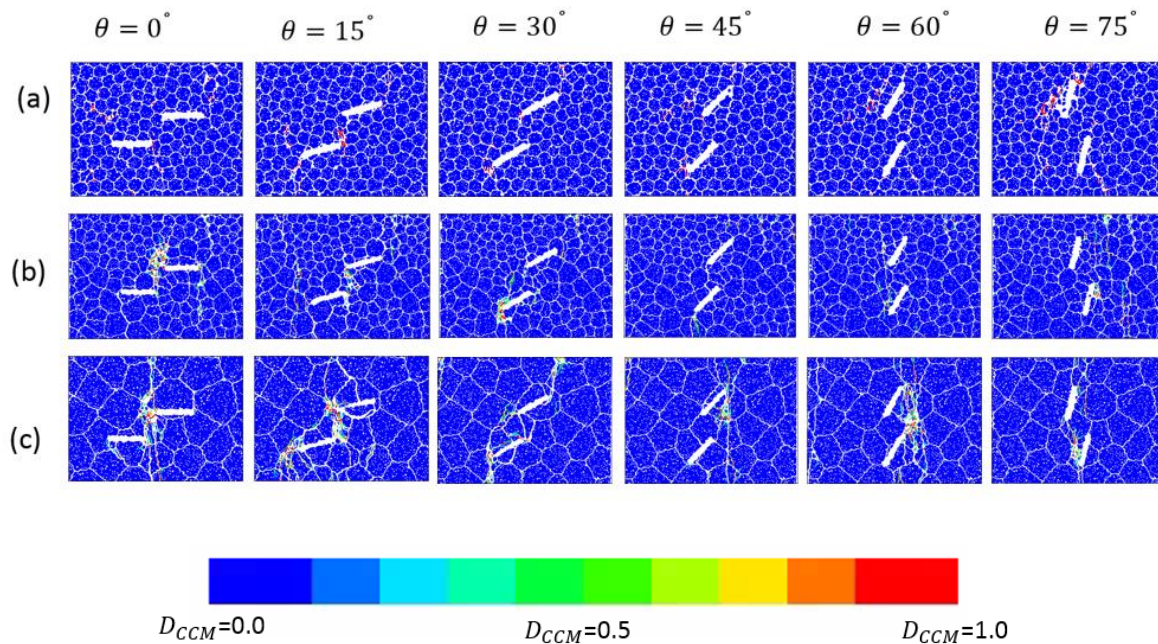 θ = 0° θ = 15° θ = 30° θ = 45° θ = 60° θ = 75°
(a)
(b)
(c)
D_CCM=0.0 D_CCM=0.5 D_CCM=1.0